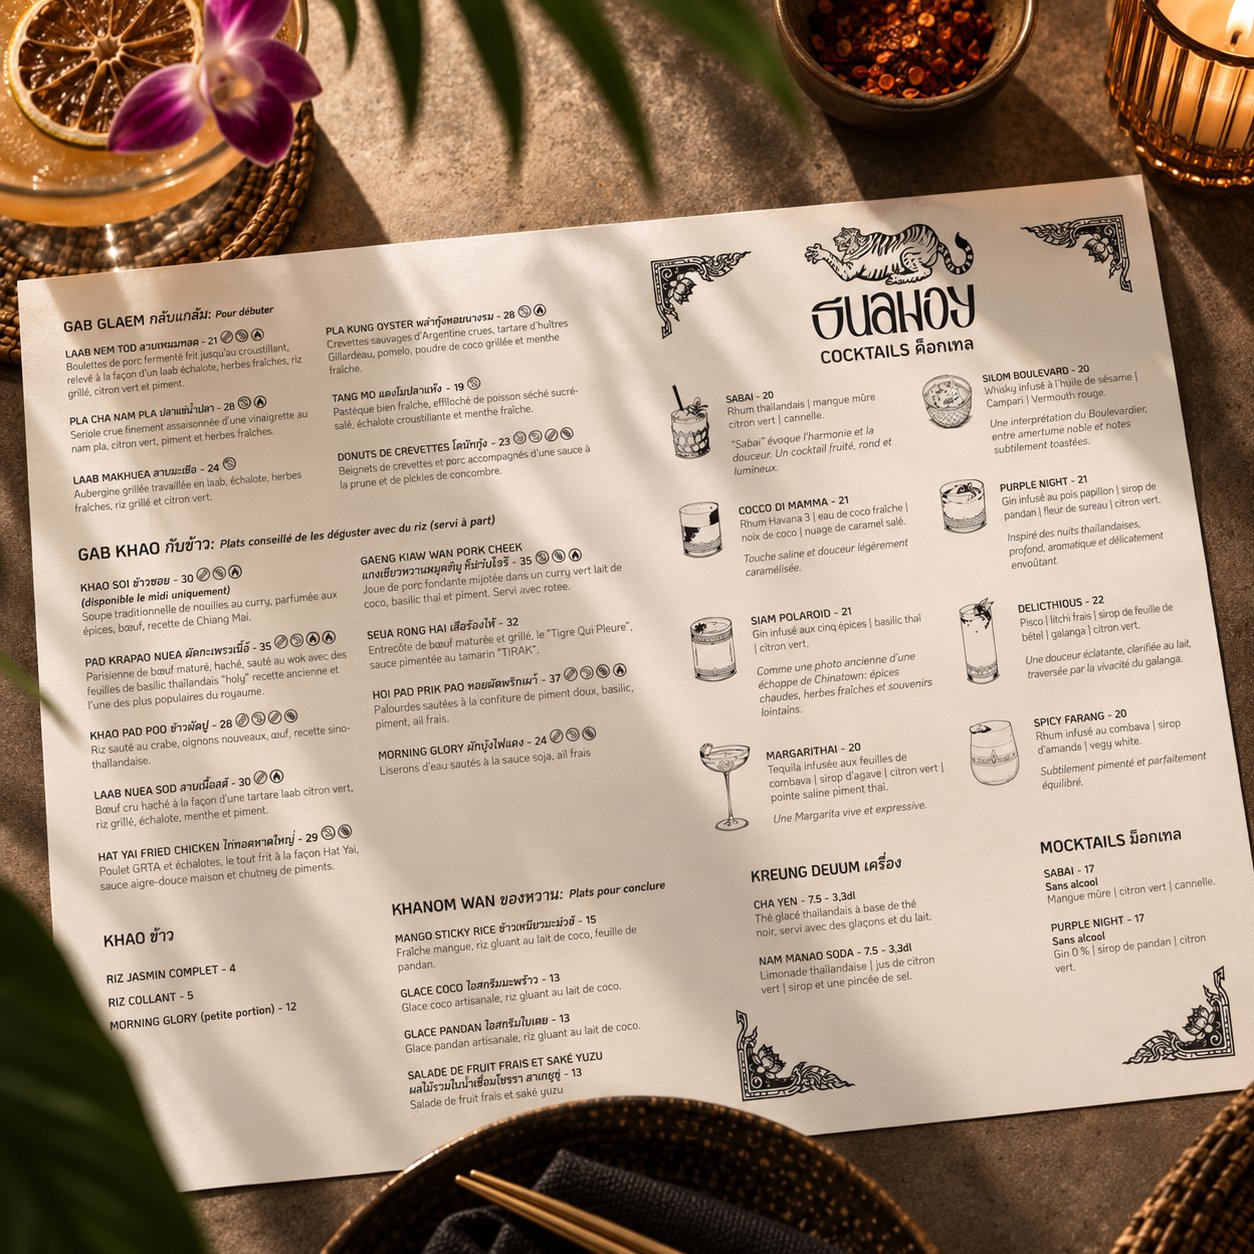 GAB GLAEM กลับแกล้ม: Pour débuter
LAAB NEM TOD ลาบเหนมทอด - 21
Boulettes de porc fermenté frit jusqu'au croustillant,
relevé à la façon d'un laab échalote, herbes fraîches, riz
grillé, citron vert et piment.
PLA CHA NAM PLA ปลาแช่น้ำปลา - 28
Seriole crue finement assaisonnée d'une vinaigrette au
nam pla, citron vert, piment et herbes fraîches.
LAAB MAKHUEA ลาบมะเขือ - 24
Aubergine grillée travaillée en laab, échalote, herbes
fraîches, riz grillé et citron vert.
PLA KUNG OYSTER พล่ากุ้งหอยนางรม - 28
Crevettes sauvages d'Argentine crues, tartare d'huîtres
Gillardeau, pomelo, poudre de coco grillée et menthe
fraîche.
TANG MO แตงโมปลาแห้ง - 19
Pastèque bien fraîche, effiloché de poisson séché sucré-
salé, échalote croustillante et menthe fraîche.
DONUTS DE CREVETTES โดนัทกุ้ง - 23
Beignets de crevettes et porc accompagnés d'une sauce à
la prune et de pickles de concombre.
GAB KHAO กับข้าว: Plats conseillé de les déguster avec du riz (servi à part)
KHAO SOI ข้าวซอย - 30
(disponible le midi uniquement)
Soupe traditionnelle de nouilles au curry, parfumée aux
épices, bœuf, recette de Chiang Mai.
PAD KRAPAO NUEA ผัดกะเพราเนื้อ - 35
Parisienne de bœuf maturé, haché, sauté au wok avec des
feuilles de basilic thaïlandais "holy" recette ancienne et
l'une des plus populaires du royaume.
KHAO PAD POO ข้าวผัดปู - 28
Riz sauté au crabe, oignons nouveaux, œuf, recette sino-
thaïlandaise.
LAAB NUEA SOD ลาบเนื้อสด - 30
Bœuf cru haché à la façon d'une tartare laab citron vert,
riz grillé, échalote, menthe et piment.
HAT YAI FRIED CHICKEN ไก่ทอดหาดใหญ่ - 29
Poulet GRTA et échalotes, le tout frit à la façon Hat Yai,
sauce aigre-douce maison et chutney de piments.
GAENG KIAW WAN PORK CHEEK
แกงเขียวหวานหมู - 35
Joue de porc fondante mijotée dans un curry vert lait de
coco, basilic thai et piment. Servi avec rotee.
SEUA RONG HAI เสือร้องไห้ - 32
Entrecôte de bœuf maturée et grillé, le "Tigre Qui Pleure",
sauce pimentée au tamarin "TIRAK".
HOI PAD PRIK PAO หอยผัดพริกเผา - 37
Palourdes sautées à la confiture de piment doux, basilic,
piment, ail frais.
MORNING GLORY ผักบุ้งไฟแดง - 24
Liserons d'eau sautés à la sauce soja, ail frais
KHAO ข้าว
RIZ JASMIN COMPLET - 4
RIZ COLLANT - 5
MORNING GLORY (petite portion) - 12
KHANOM WAN ของหวาน: Plats pour conclure
MANGO STICKY RICE ข้าวเหนียวมะม่วง - 15
Fraîche mangue, riz gluant au lait de coco, feuille de
pandan.
GLACE COCO ไอศกรีมมะพร้าว - 13
Glace coco artisanale, riz gluant au lait de coco.
GLACE PANDAN ไอศกรีมใบเตย - 13
Glace pandan artisanale, riz gluant au lait de coco.
SALADE DE FRUIT FRAIS ET SAKÉ YUZU
ผลไม้รวมในน้ำเชื่อม - 13
Salade de fruit frais et saké yuzu
SUAHOY
COCKTAILS ค็อกเทล
SABAI - 20
Rhum thaïlandais | mangue mûre
citron vert | cannelle.
"Sabai" évoque l'harmonie et la
douceur. Un cocktail fruité, rond et
lumineux.
COCCO DI MAMMA - 21
Rhum Havana 3 | eau de coco fraîche |
noix de coco | nuage de caramel salé.
Touche saline et douceur légèrement
caramélisée.
SIAM POLAROID - 21
Gin infusé aux cinq épices | basilic thaï
| citron vert.
Comme une photo ancienne d'une
échoppe de Chinatown: épices
chaudes, herbes fraîches et souvenirs
lointains.
MARGARITHAI - 20
Tequila infusée aux feuilles de
combava | sirop d'agave | citron vert |
pointe saline piment thai.
Une Margarita vive et expressive.
SILOM BOULEVARD - 20
Whisky infusé à l'huile de sésame |
Campari | Vermouth rouge.
Une interprétation du Boulevardier,
entre amertume noble et notes
subtilement toastées.
PURPLE NIGHT - 21
Gin infusé au pois papillon | sirop de
pandan | fleur de sureau | citron vert.
Inspiré des nuits thaïlandaises,
profond, aromatique et délicatement
envoûtant.
DELICTHIOUS - 22
Pisco | litchi frais | sirop de feuille de
bétel | galanga | citron vert.
Une douceur éclatante, clarifiée au lait,
traversée par la vivacité du galanga.
SPICY FARANG - 20
Rhum infusé au combava | sirop
d'amande | vegy white.
Subtilement pimenté et parfaitement
équilibré.
KREUNG DEUUM เครื่อง
CHA YEN - 7.5 - 3,3dl
Thé glacé thaïlandais à base de thé
noir, servi avec des glaçons et du lait.
NAM MANAO SODA - 7.5 - 3.3dl
Limonade thaïlandaise | jus de citron
vert | sirop et une pincée de sel.
MOCKTAILS ม็อกเทล
SABAI - 17
Sans alcool
Mangue mûre | citron vert | cannelle.
PURPLE NIGHT - 17
Sans alcool
Gin 0 % | sirop de pandan | citron
vert.